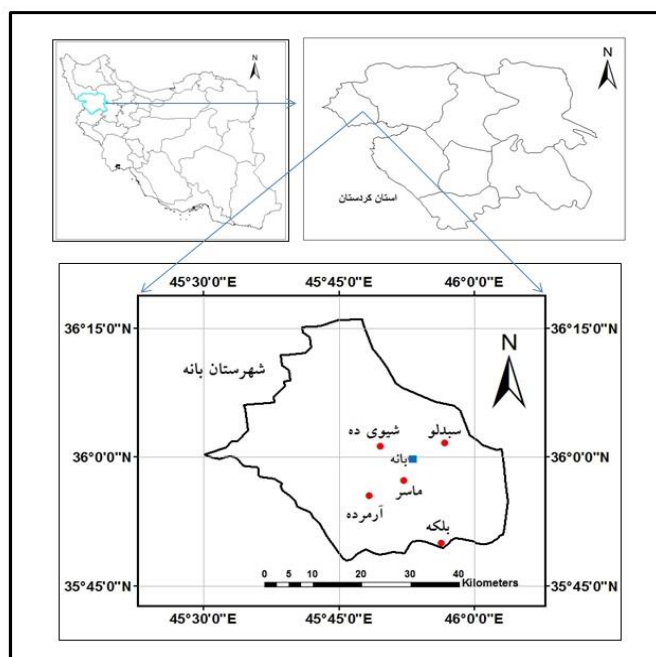 N
N
استان کردستان
45°30'0"E 45°45'0"E 46°0'0"E
36°15'0"N 36°15'0"N
N
شهرستان بانه
شیوی ده سبدلو
36°0'0"N 36°0'0"N
بانه
ماسر
آرمرده
بلکه
0 5 10 20 30 40
Kilometers
35°45'0"N 35°45'0"N
45°30'0"E 45°45'0"E 46°0'0"E